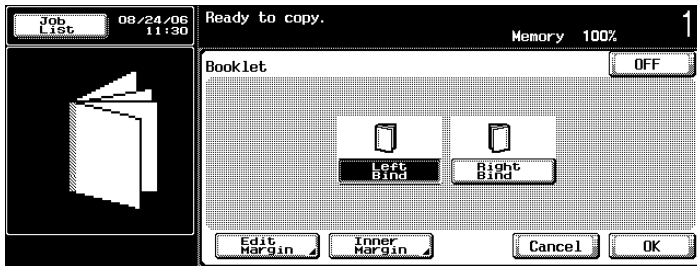 Job List
08/24/06
11:30
Ready to copy.
Memory 100%
1
Booklet
OFF
Left Bind
Right Bind
Edit Margin
Inner Margin
Cancel
OK